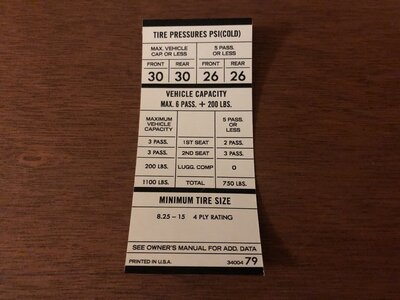 TIRE PRESSURES PSI(COLD)
MAX. VEHICLE CAP. OR LESS 5 PASS. OR LESS
FRONT REAR FRONT REAR
30 30 26 26
VEHICLE CAPACITY
MAX. 6 PASS. + 200 LBS.
MAXIMUM VEHICLE CAPACITY 5 PASS. OR LESS
3 PASS. 1ST SEAT 2 PASS.
3 PASS. 2ND SEAT 3 PASS.
200 LBS. LUGG. COMP 0
1100 LBS. TOTAL 750 LBS.
MINIMUM TIRE SIZE
8.25 – 15 4 PLY RATING
SEE OWNER'S MANUAL FOR ADD. DATA
PRINTED IN U.S.A. 34004 79